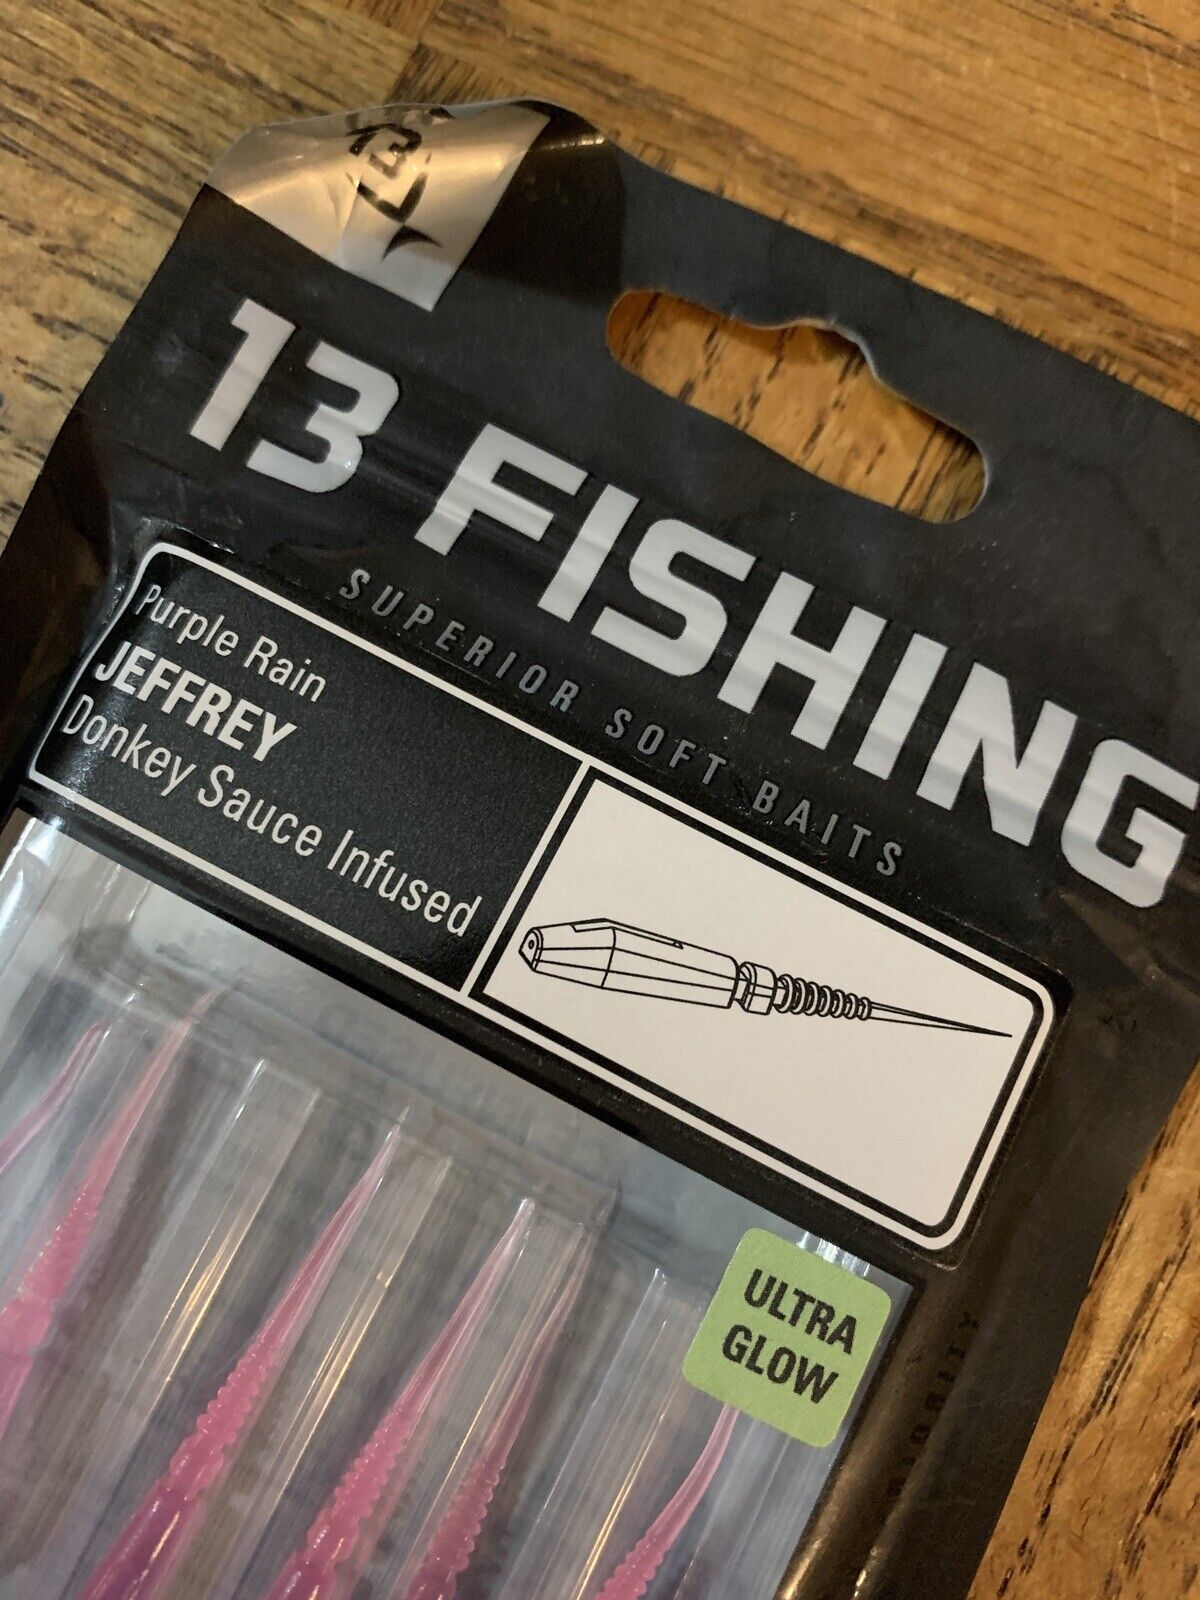 13
13 FISHING
SUPERIOR SOFT BAITS
Purple Rain
JEFFREY
Donkey Sauce Infused
ULTRA
GLOW